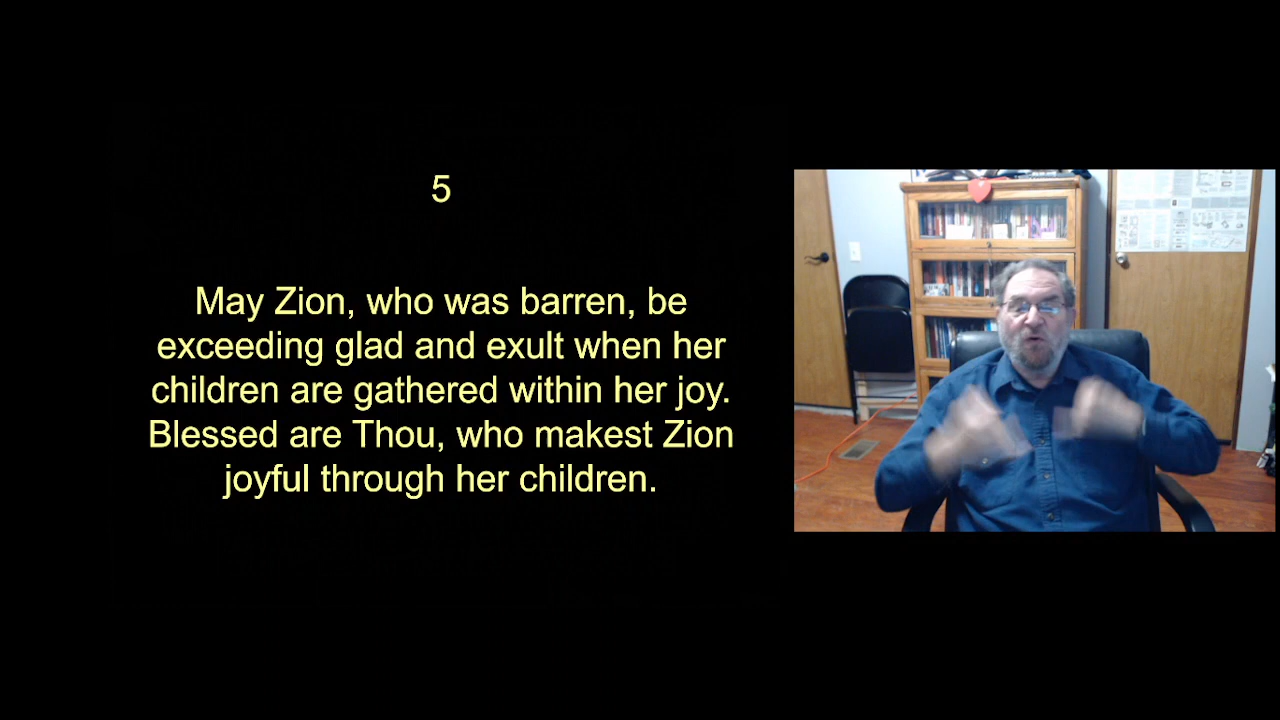 5
May Zion, who was barren, be
exceeding glad and exult when her
children are gathered within her joy.
Blessed are Thou, who makest Zion
joyful through her children.